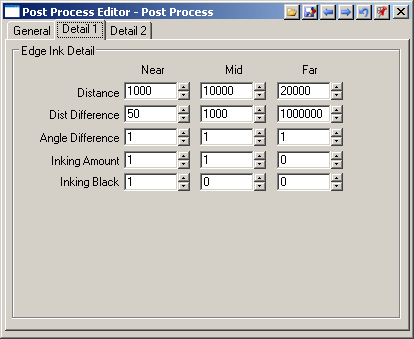 Post Process Editor - Post Process
General Detail 1 Detail 2
Edge Ink Detail
Near Mid Far
Distance 1000 10000 20000
Dist Difference 50 1000 1000000
Angle Difference 1 1 1
Inking Amount 1 1 0
Inking Black 1 0 0